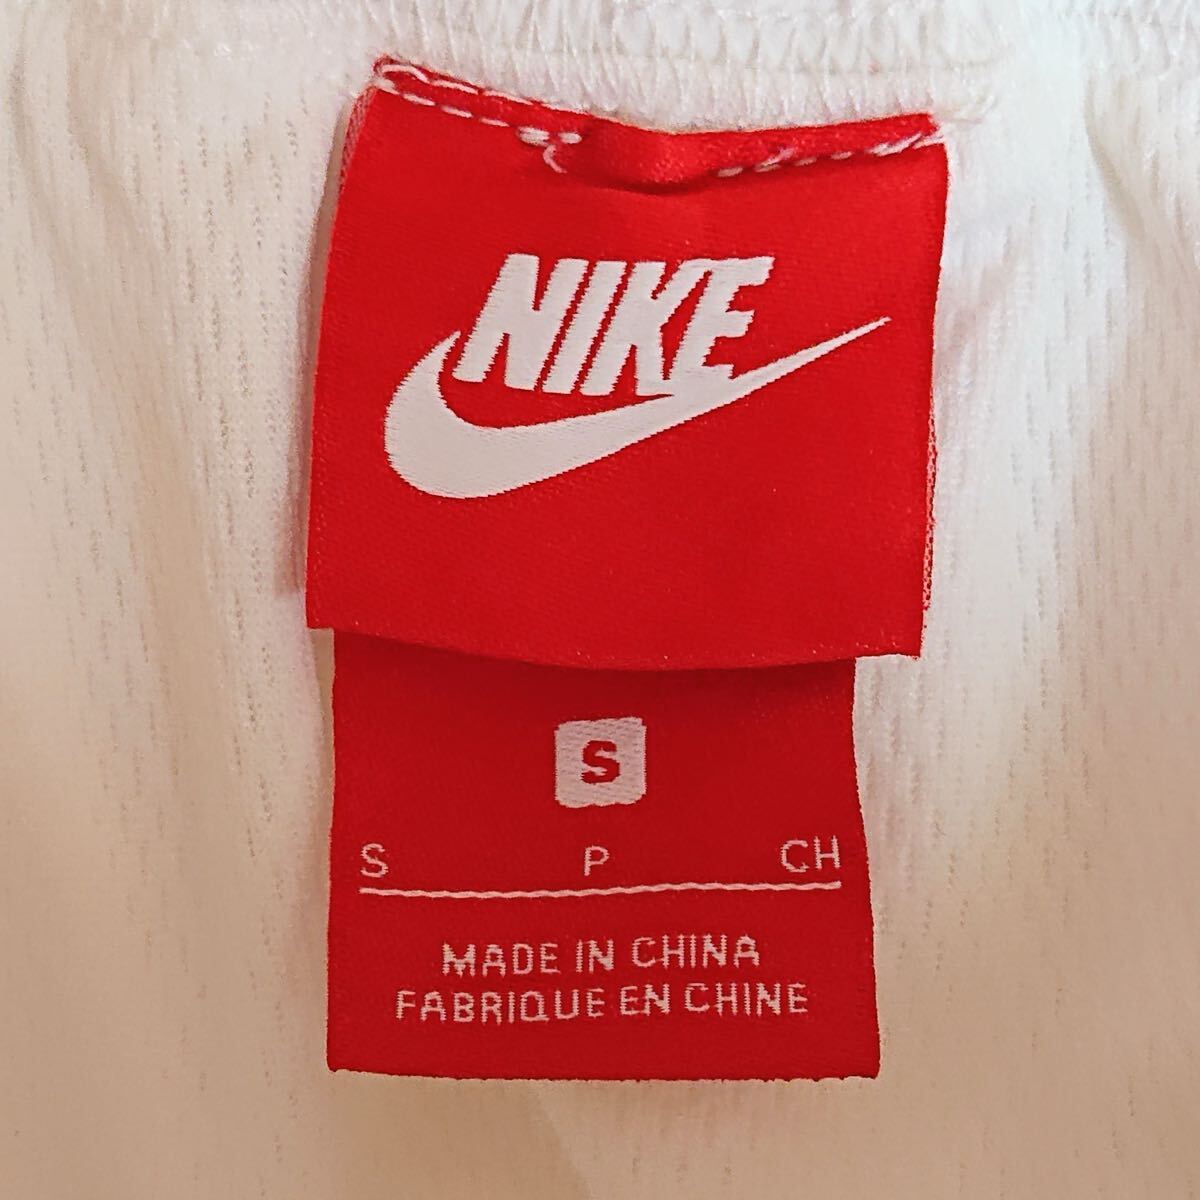 NIKE
S
S P CH
MADE IN CHINA
FABRIQUE EN CHINE